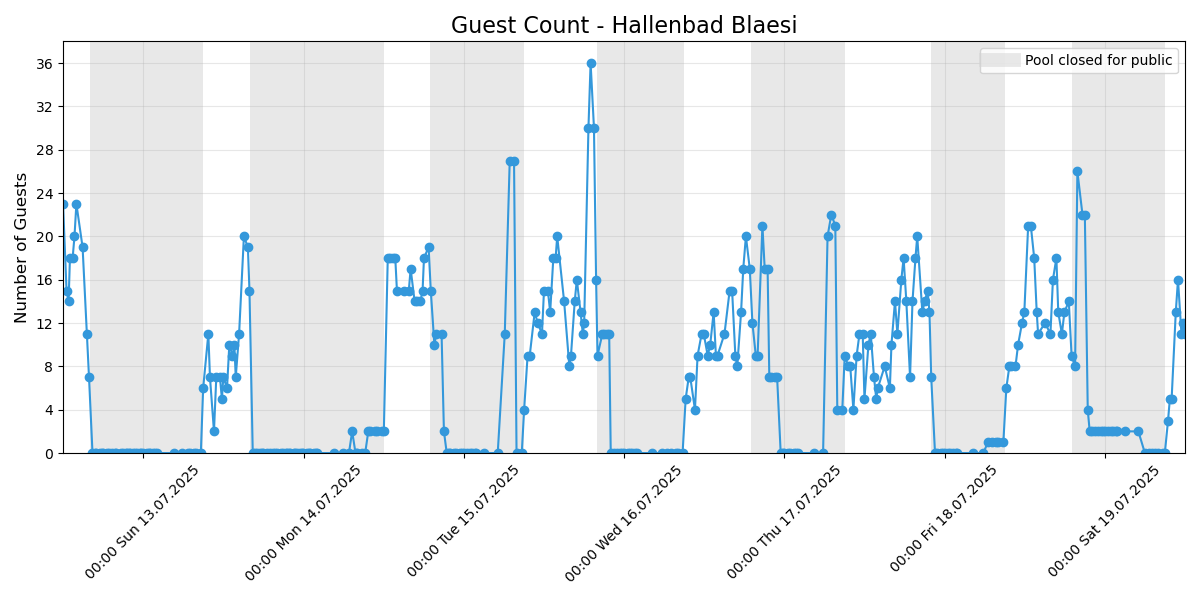 Guest Count - Hallenbad Blaesi
Pool closed for public
Number of Guests
36
32
28
24
20
16
12
8
4
0
00:00 Sun 13.07.2025
00:00 Mon 14.07.2025
00:00 Tue 15.07.2025
00:00 Wed 16.07.2025
00:00 Thu 17.07.2025
00:00 Fri 18.07.2025
00:00 Sat 19.07.2025